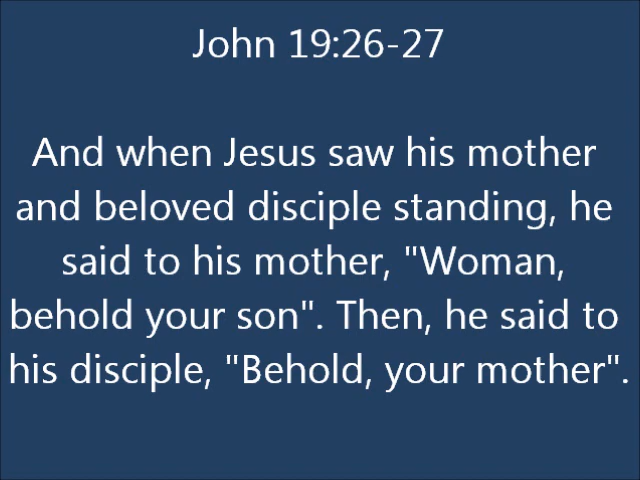 John 19:26-27
And when Jesus saw his mother
and beloved disciple standing, he
said to his mother, "Woman,
behold your son". Then, he said to
his disciple, "Behold, your mother".